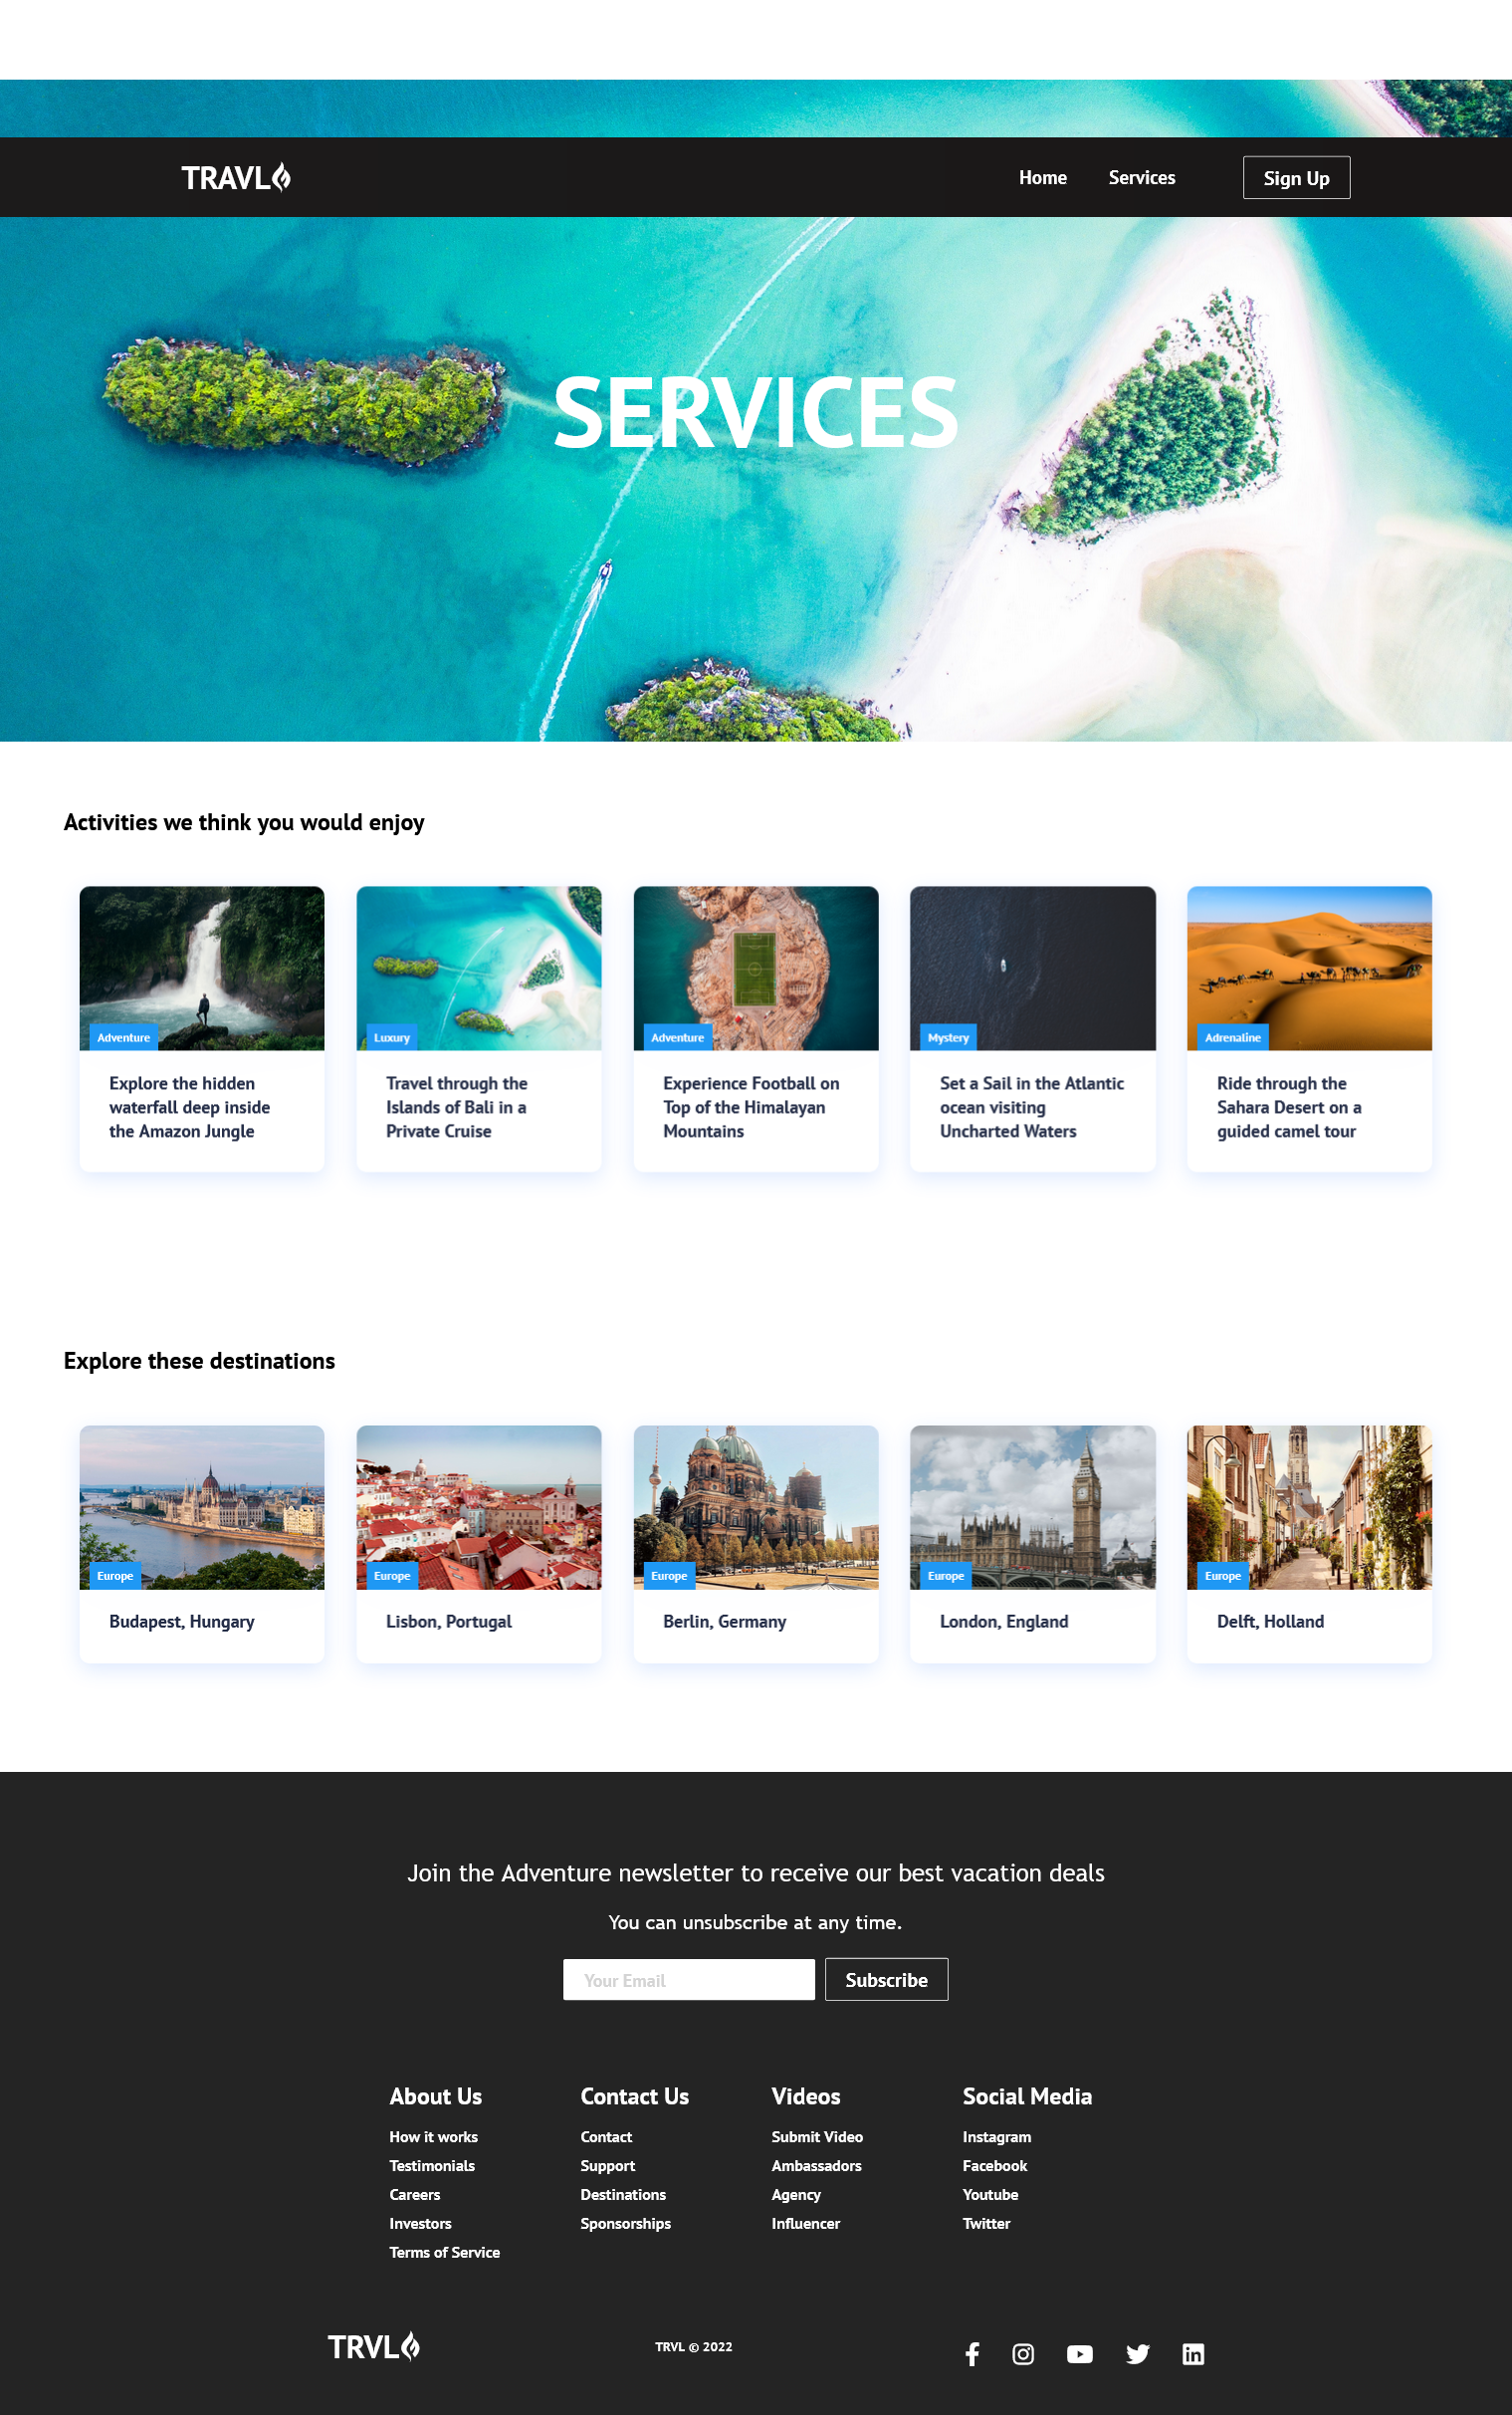 TRAVL
Home Services Sign Up
SERVICES
Activities we think you would enjoy
Adventure
Explore the hidden
waterfall deep inside
the Amazon Jungle
Luxury
Travel through the
Islands of Bali in a
Private Cruise
Adventure
Experience Football on
Top of the Himalayan
Mountains
Mystery
Set a Sail in the Atlantic
ocean visiting
Uncharted Waters
Adrenaline
Ride through the
Sahara Desert on a
guided camel tour
Explore these destinations
Europe
Budapest, Hungary
Europe
Lisbon, Portugal
Europe
Berlin, Germany
Europe
London, England
Europe
Delft, Holland
Join the Adventure newsletter to receive our best vacation deals
You can unsubscribe at any time.
Your Email
Subscribe
About Us
How it works
Testimonials
Careers
Investors
Terms of Service
Contact Us
Contact
Support
Destinations
Sponsorships
Videos
Submit Video
Ambassadors
Agency
Influencer
Social Media
Instagram
Facebook
Youtube
Twitter
TRVL
TRVL © 2022